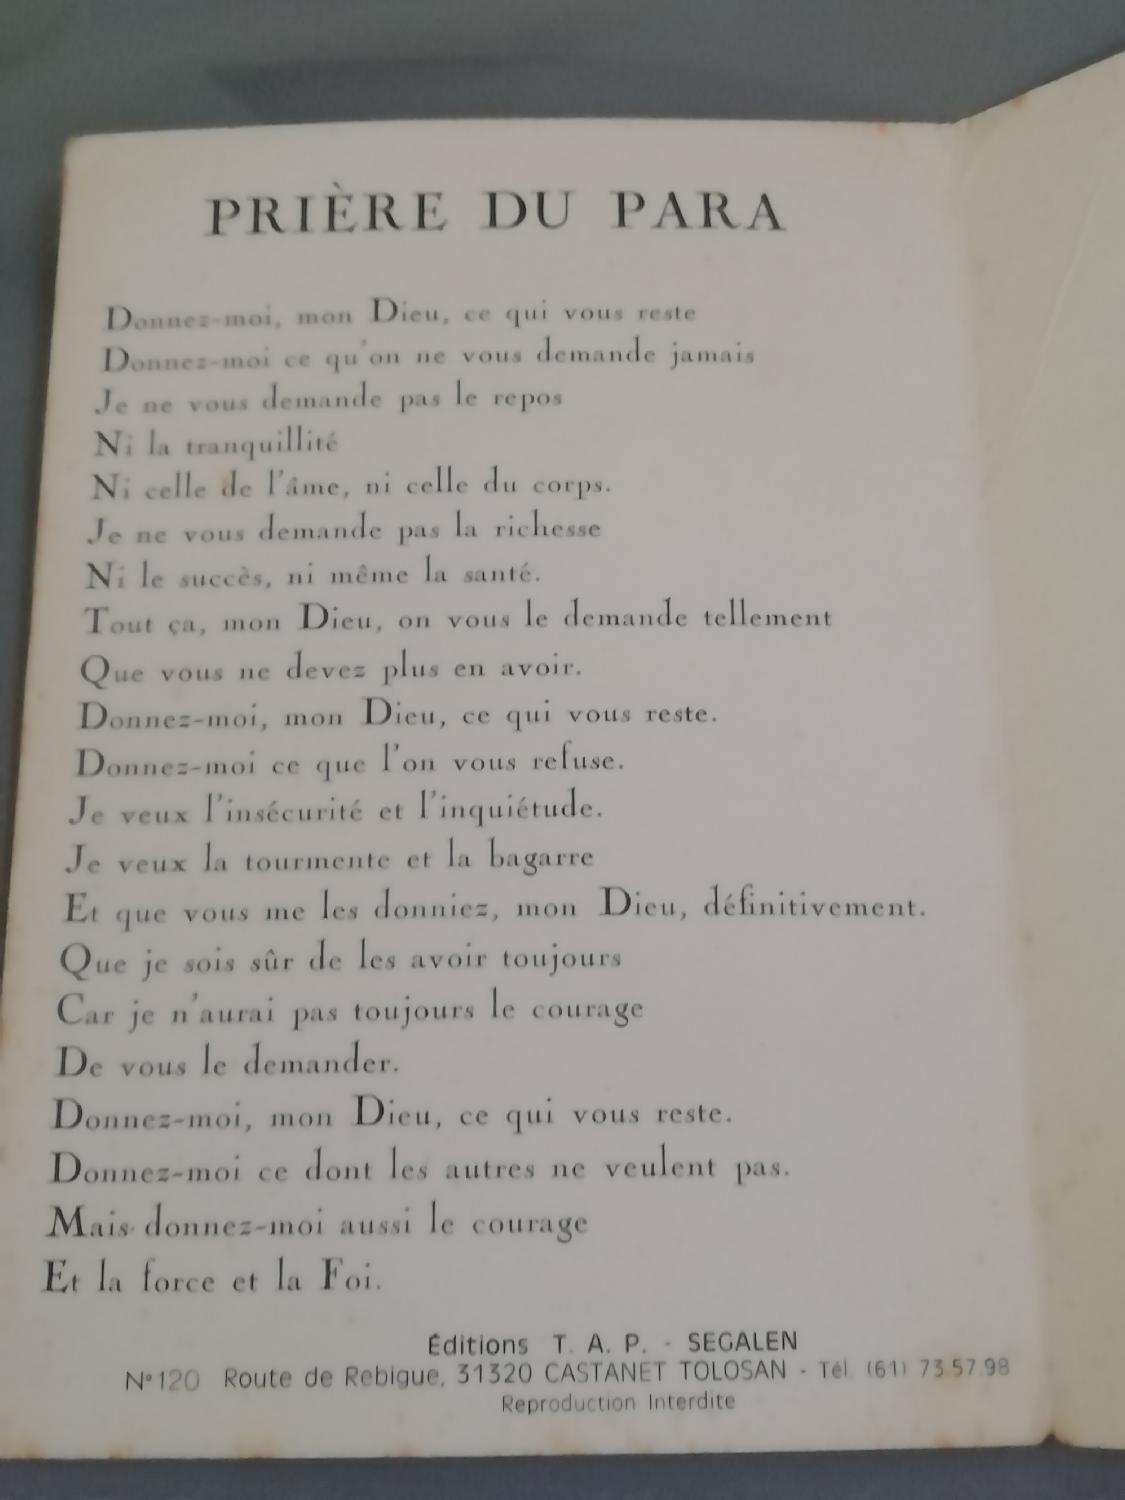 PRIÈRE DU PARA
Donnez-moi, mon Dieu, ce qui vous reste
Donnez-moi ce qu'on ne vous demande jamais
Je ne vous demande pas le repos
Ni la tranquillité
Ni celle de l'âme, ni celle du corps.
Je ne vous demande pas la richesse
Ni le succès, ni même la santé.
Tout ça, mon Dieu, on vous le demande tellement
Que vous ne devez plus en avoir.
Donnez-moi, mon Dieu, ce qui vous reste.
Donnez-moi ce que l'on vous refuse.
Je veux l'insécurité et l'inquiétude.
Je veux la tourmente et la bagarre
Et que vous me les donniez, mon Dieu, définitivement.
Que je sois sûr de les avoir toujours
Car je n'aurai pas toujours le courage
De vous le demander.
Donnez-moi, mon Dieu, ce qui vous reste.
Donnez-moi ce dont les autres ne veulent pas.
Mais donnez-moi aussi le courage
Et la force et la Foi.
Éditions T. A. P. - SEGALEN
N° 120 Route de Rebigue, 31320 CASTANET TOLOSAN - Tél. (61) 73.57.98
Reproduction Interdite